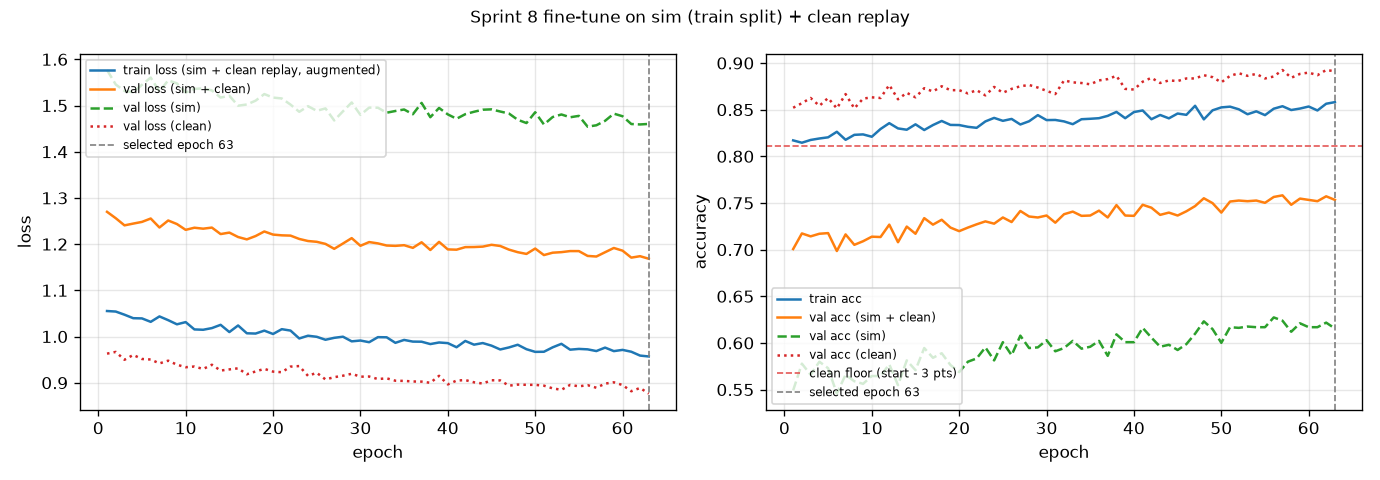 Sprint 8 fine-tune on sim (train split) + clean replay
1.6
1.5
1.4
1.3
1.2
1.1
1.0
0.9
loss
0
10
20
30
40
50
60
epoch
train loss (sim + clean replay, augmented)
val loss (sim + clean)
val loss (sim)
val loss (clean)
selected epoch 63
0.90
0.85
0.80
0.75
0.70
0.65
0.60
0.55
accuracy
0
10
20
30
40
50
60
epoch
train acc
val acc (sim + clean)
val acc (sim)
val acc (clean)
clean floor (start - 3 pts)
selected epoch 63